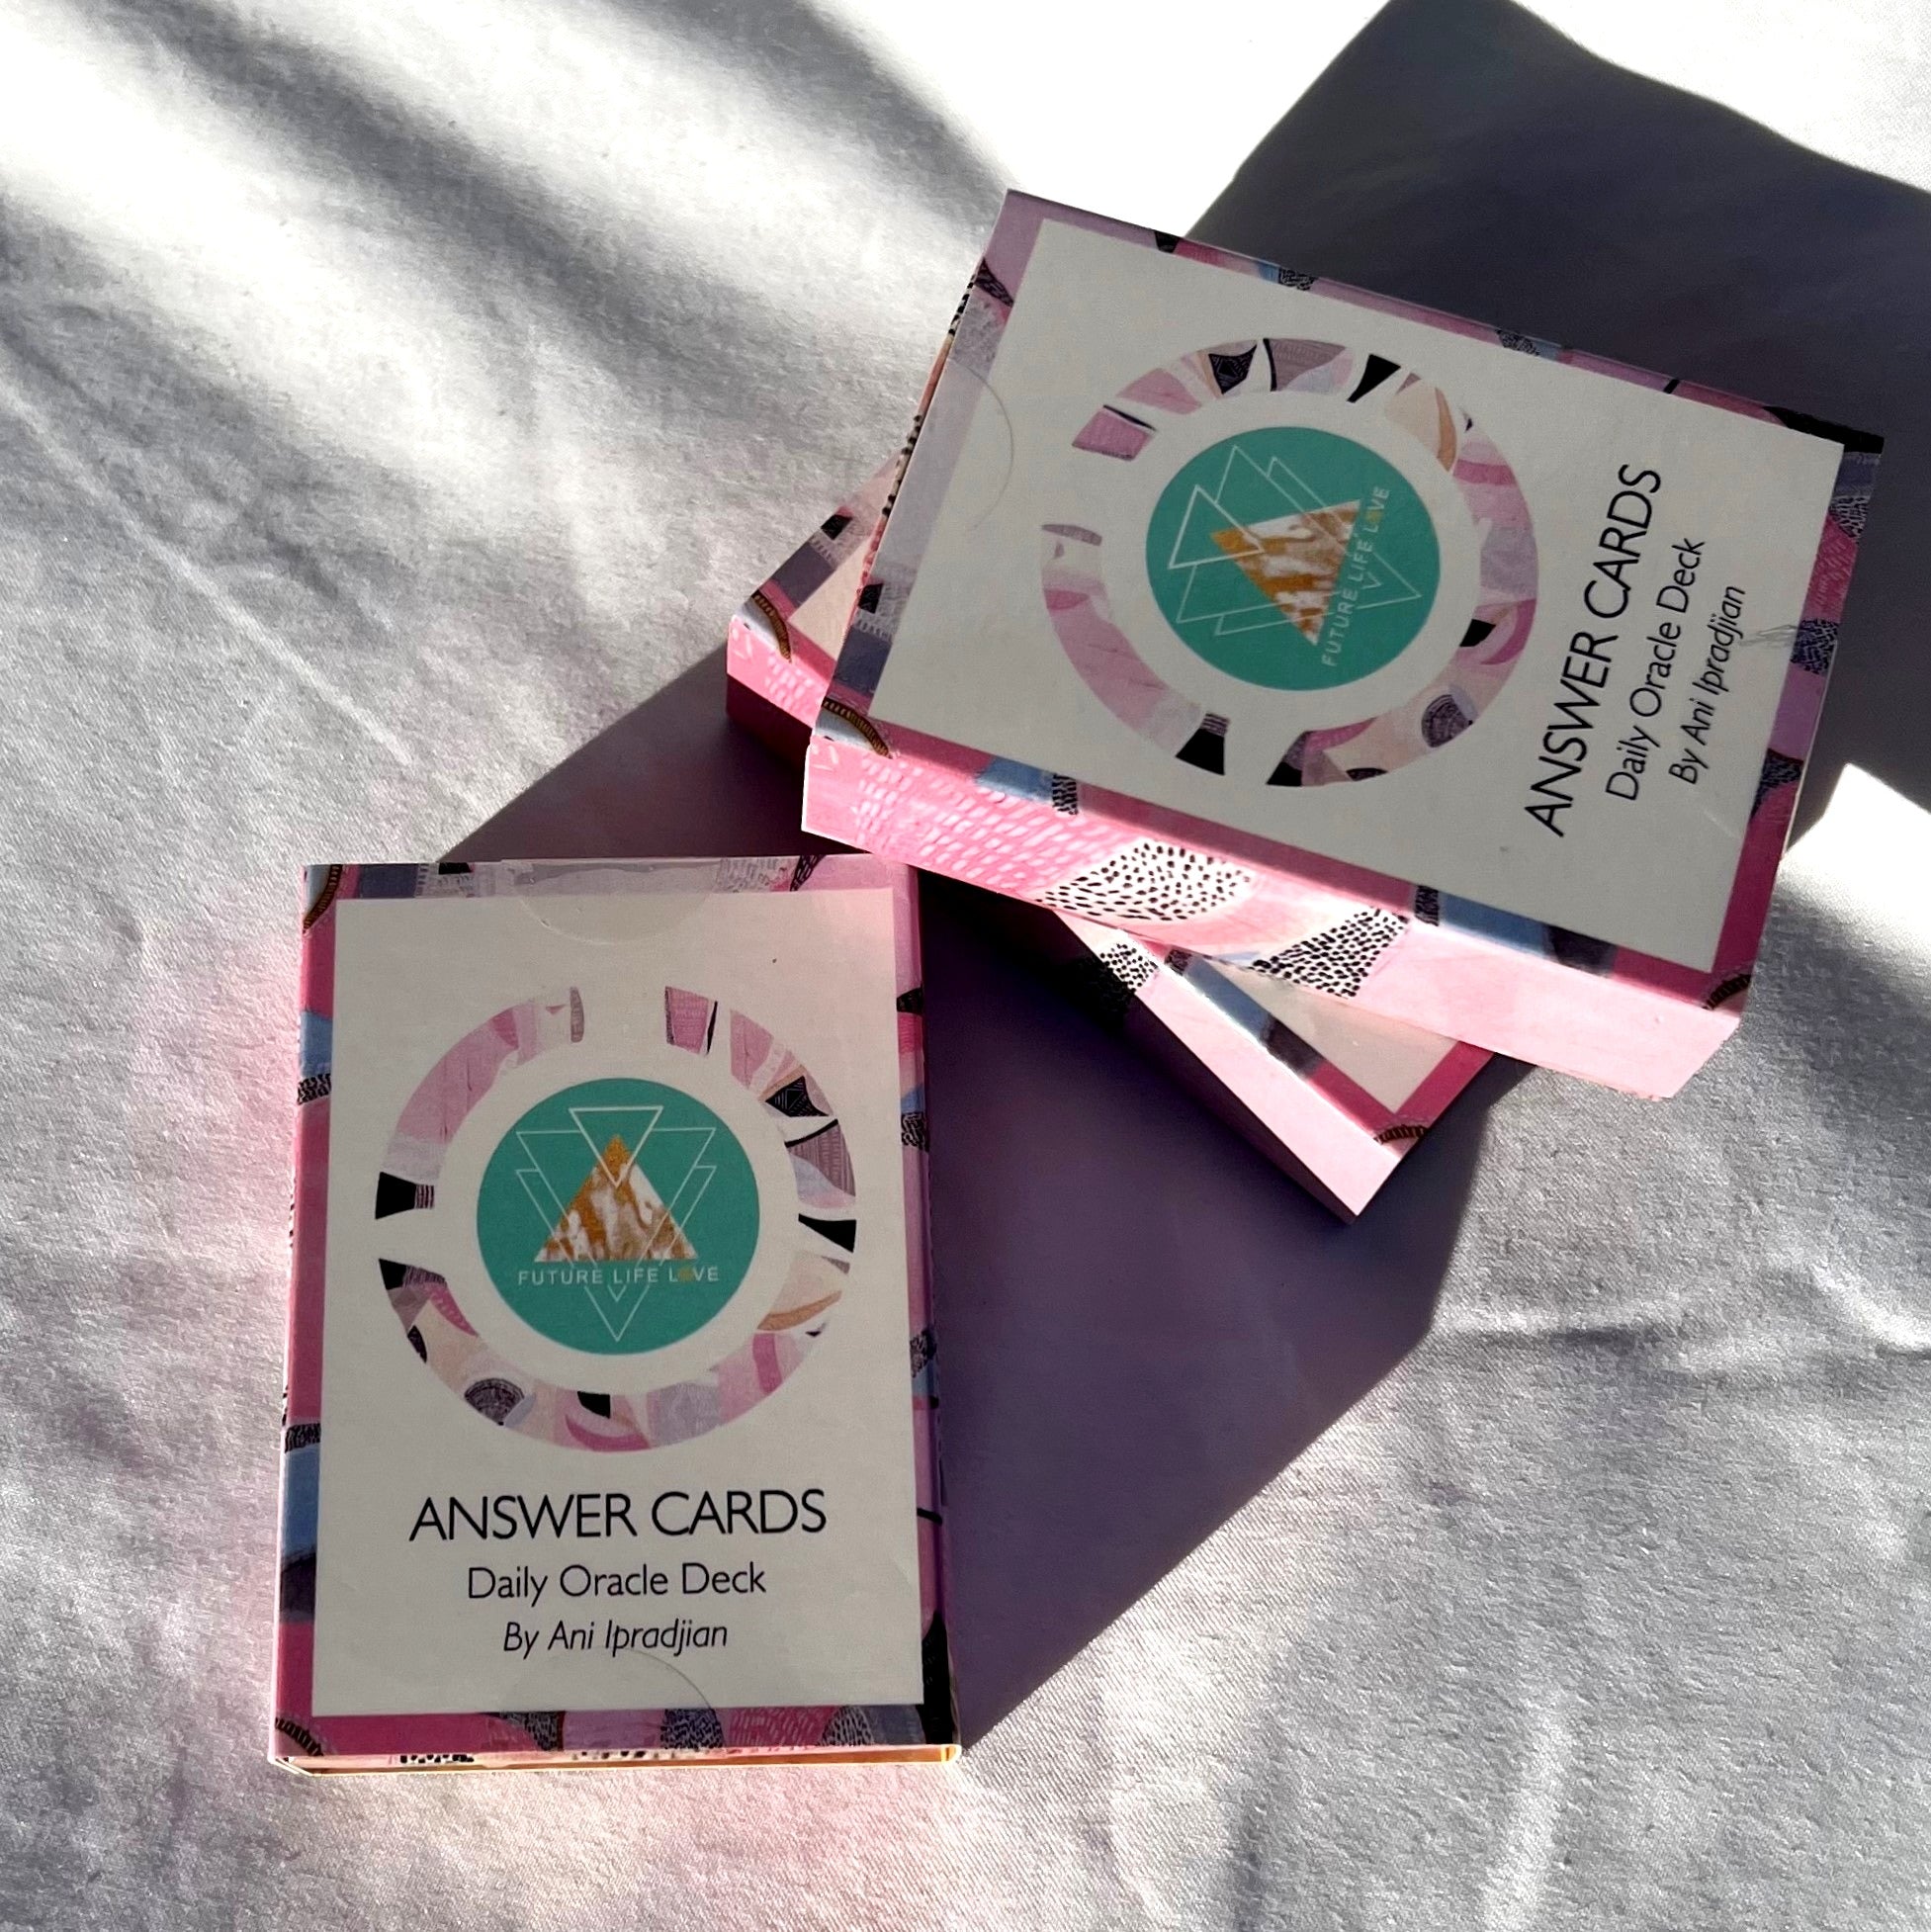 FUTURE LIFE LOVE
ANSWER CARDS
Daily Oracle Deck
By Ani Ipradjian
FUTURE LIFE LOVE
ANSWER CARDS
Daily Oracle Deck
By Ani Ipradjian